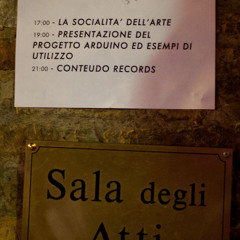 17:00 - LA SOCIALITA' DELL'ARTE
19:00 - PRESENTAZIONE DEL
PROGETTO ARDUINO ED ESEMPI DI
UTILIZZO
21:00 - CONTEUDO RECORDS
Sala degli
Atti